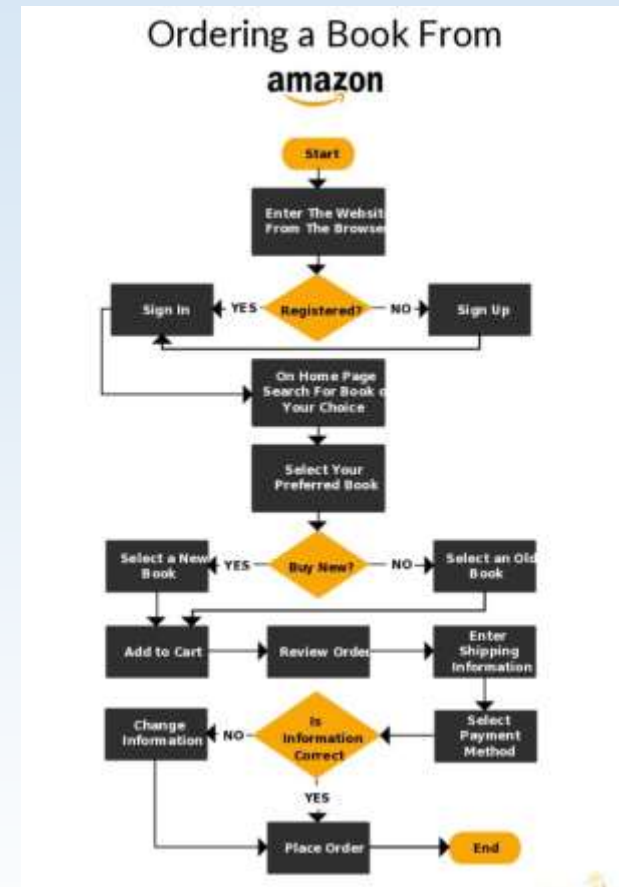 Ordering a Book From
amazon
Start
Enter The Websit
From The Browse
Registered?
YES
Sign In
NO
Sign Up
On Home Page
Search For Book o
Your Choice
Select Your
Preferred Book
Buy New?
YES
Select a New
Book
NO
Select an Old
Book
Add to Cart
Review Order
Enter
Shipping
Information
Select
Payment
Method
Is
Information
Correct
NO
Change
Information
YES
Place Order
End